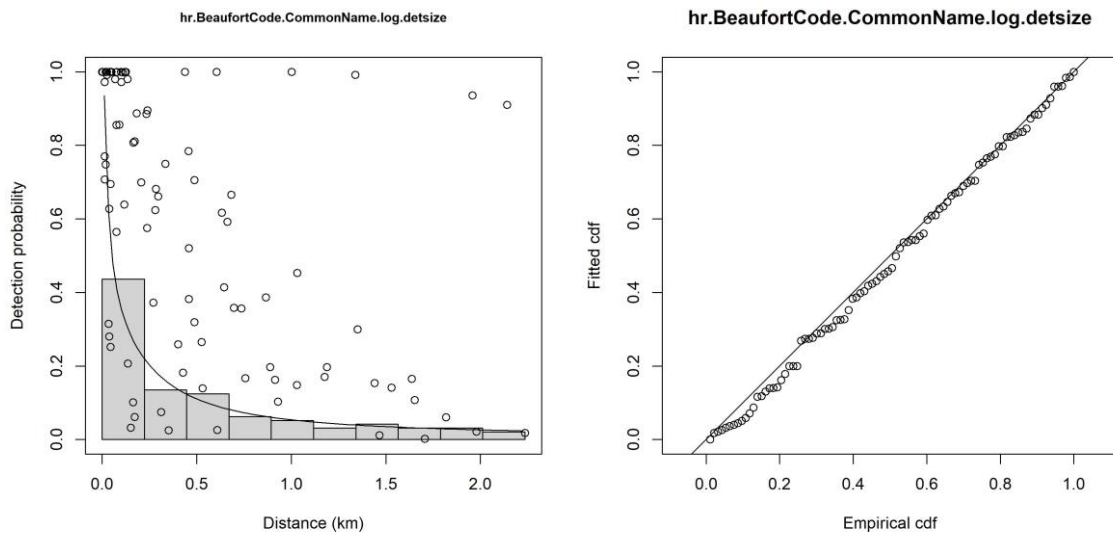 hr.BeaufortCode.CommonName.log.detsize
Detection probability
1.0
0.8
0.6
0.4
0.2
0.0
0.0 0.5 1.0 1.5 2.0
Distance (km)
hr.BeaufortCode.CommonName.log.detsize
Fitted cdf
1.0
0.8
0.6
0.4
0.2
0.0
0.0 0.2 0.4 0.6 0.8 1.0
Empirical cdf